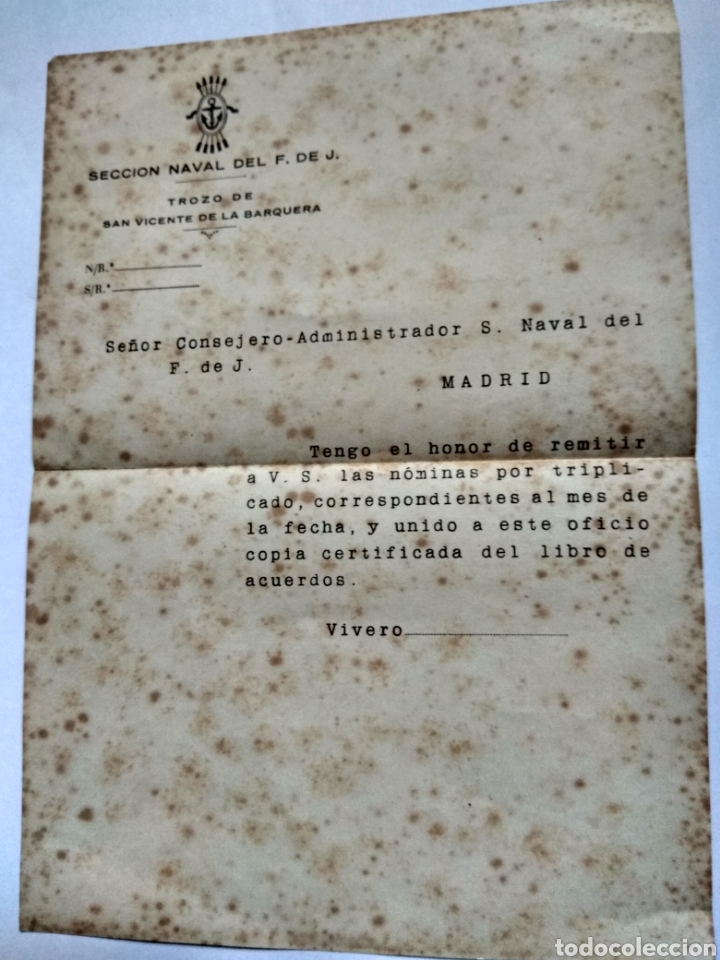 SECCION NAVAL DEL F. DE J.
TROZO DE
SAN VICENTE DE LA BARQUERA
N/R.ª
S/R.ª
Señor Consejero-Administrador S. Naval del
F. de J.
MADRID
Tengo el honor de remitir
a V. S. las nóminas por tripli-
cado, correspondientes al mes de
la fecha, y unido a este oficio
copia certificada del libro de
acuerdos.
Vivero
todocoleccion